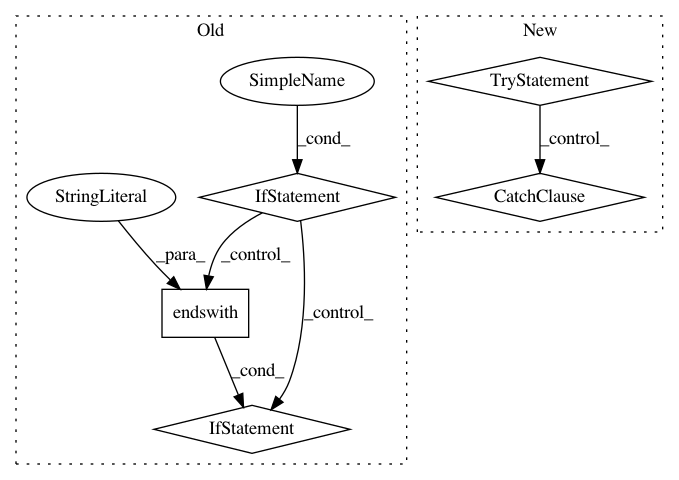 Old
New
SimpleName
TryStatement
_cond_
_control_
StringLiteral
IfStatement
CatchClause
_para_
_control_
endswith
_control_
_cond_
IfStatement